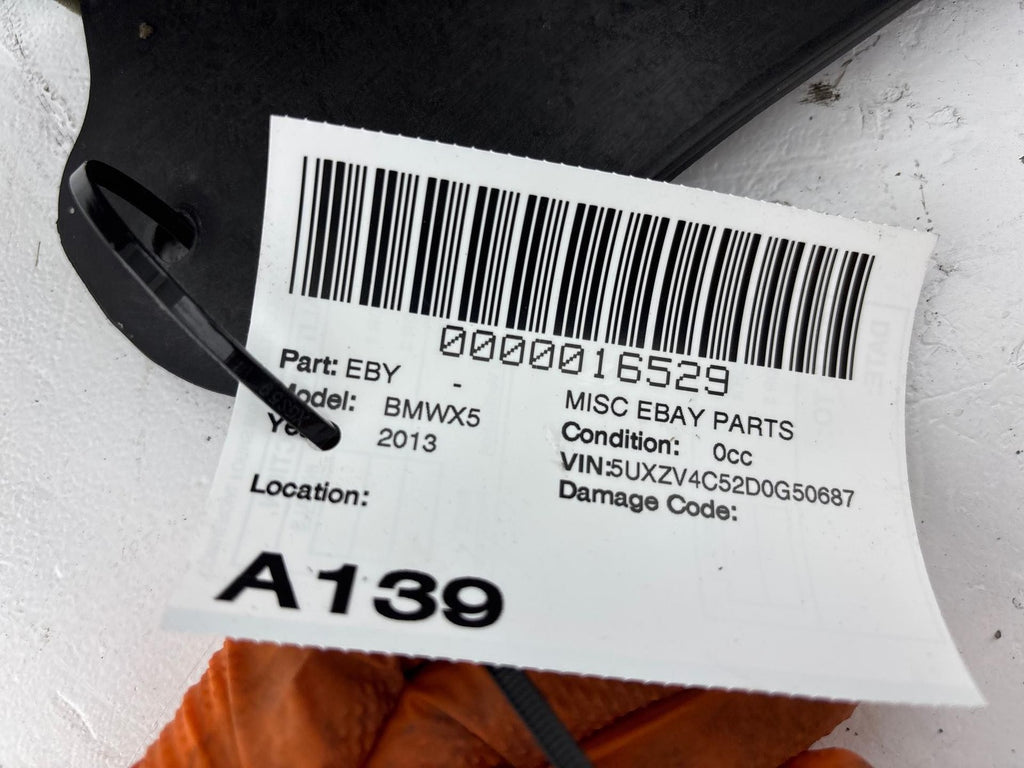 0000016529
Part: EBY - MISC EBAY PARTS
Model: BMWX5 Condition: 0cc
2013 VIN:5UXZV4C52D0G50687
Location: Damage Code:
A139